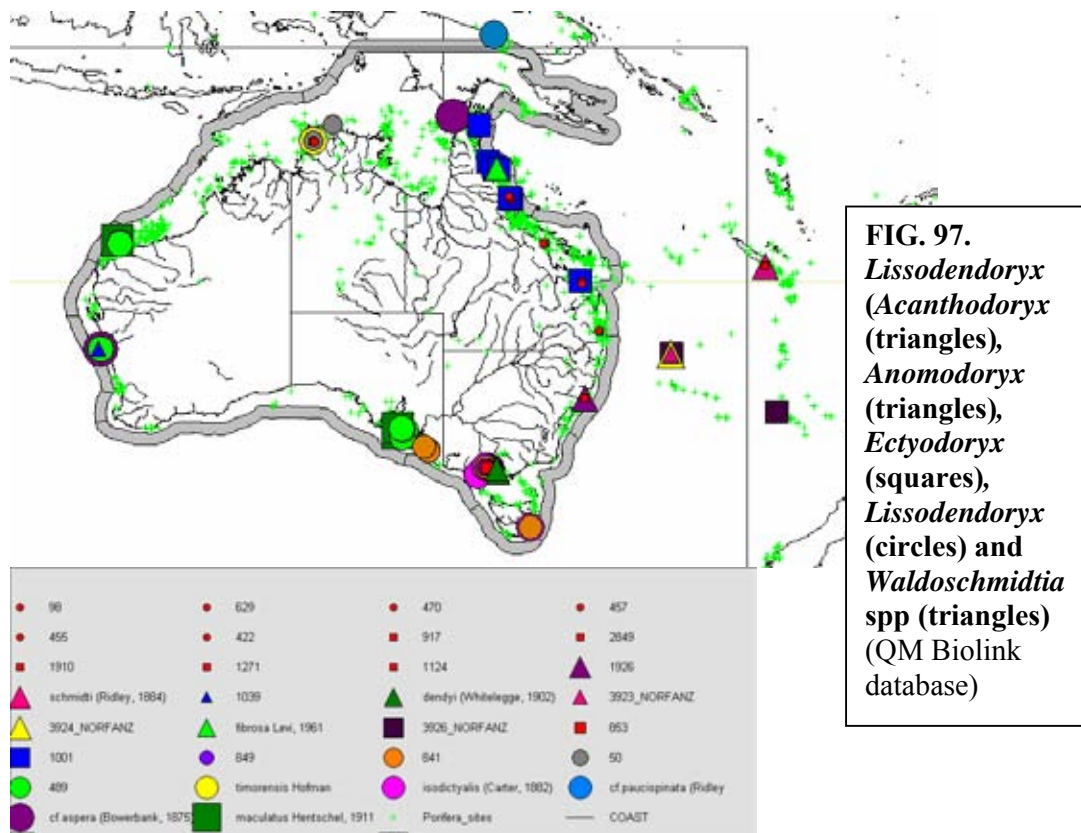 FIG. 97.
Lissodendoryx
(Acanthodoryx
(triangles),
Anomodoryx
(triangles),
Ectyodoryx
(squares),
Lissodendoryx
(circles) and
Waldoschmidtia
spp (triangles)
(QM Biolink
database)
98 629 470 457
455 422 917 2849
1910 1271 1124 1926
schmidti (Ridley, 1884) 1039 dendyi (Whitelegge, 1902) 3923_NORFANZ
3924_NORFANZ fibrosa Levi, 1961 3926_NORFANZ 853
1001 849 841 50
489 timorensis Hofman isodictyalis (Carter, 1882) cf paucispinata (Ridley
cf aspera (Bowerbank, 1875) maculatus Hentschel, 1911 Porifera_sites COAST